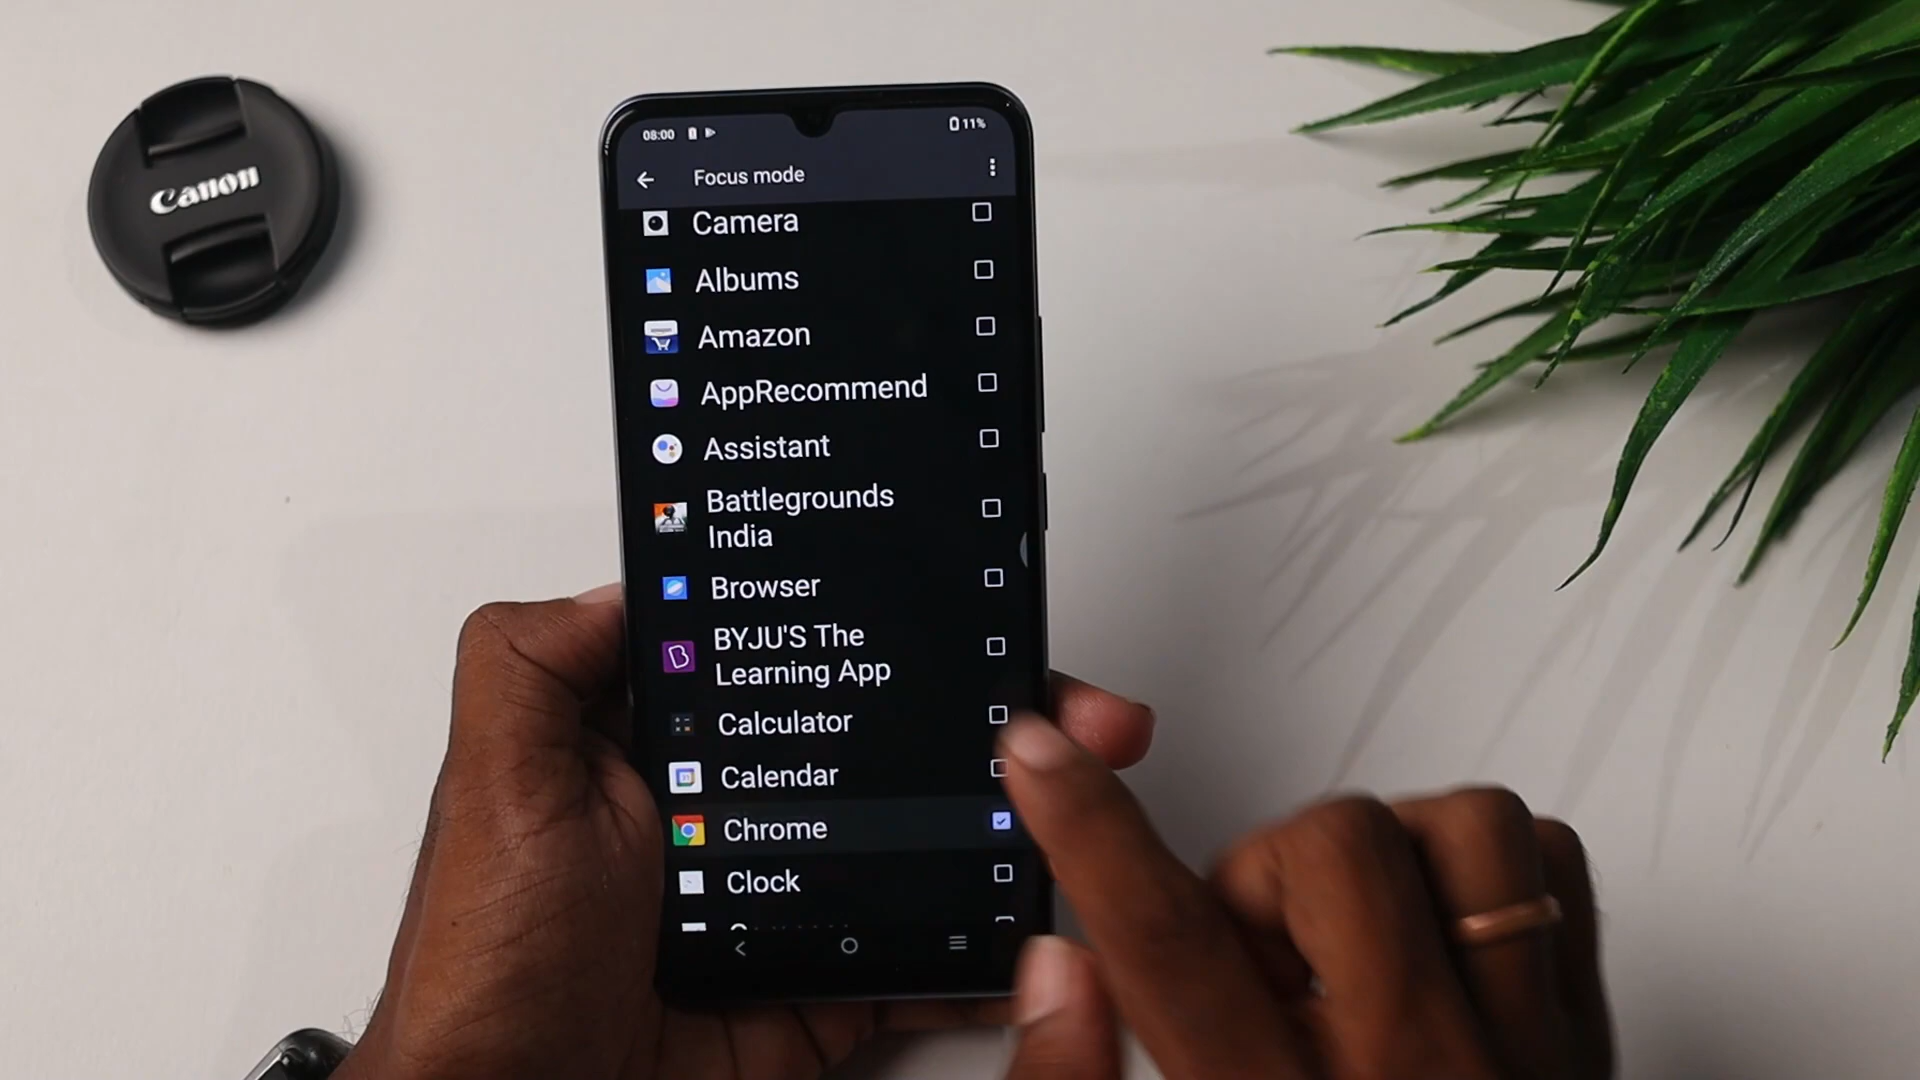 Canon
08:00
11%
Focus mode
Camera
Albums
Amazon
AppRecommend
Assistant
Battlegrounds
India
Browser
BYJU'S The
Learning App
Calculator
Calendar
Chrome
Clock